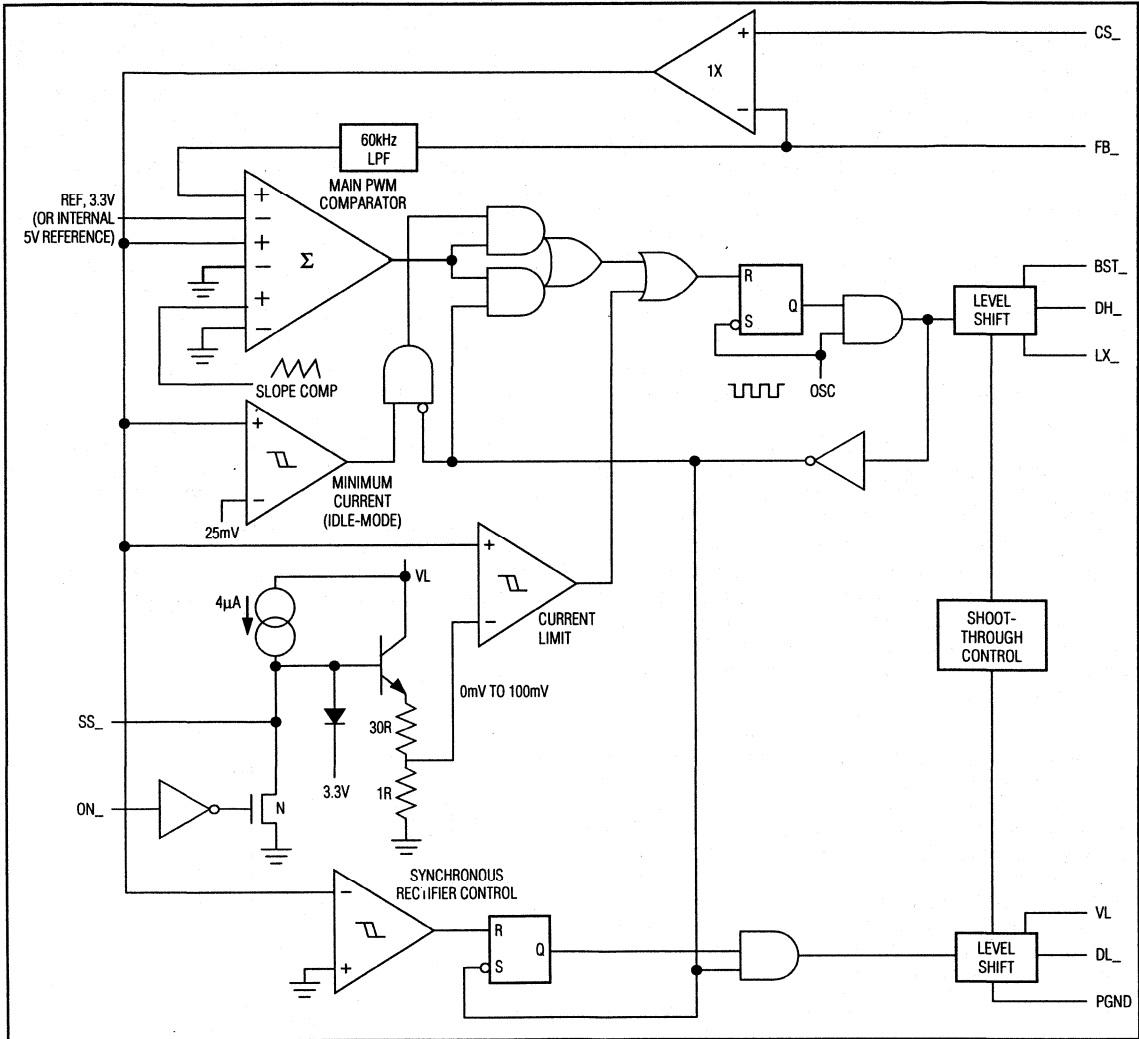 CS_
+
1X
−
60kHz
LPF
FB_
MAIN PWM
COMPARATOR
REF, 3.3V
(OR INTERNAL
5V REFERENCE)
+
−
+
−
+
−
Σ
SLOPE COMP
R
Q
S
OSC
BST_
LEVEL
SHIFT
DH_
LX_
+
−
25mV
MINIMUM
CURRENT
(IDLE-MODE)
+
−
CURRENT
LIMIT
VL
4µA
0mV TO 100mV
SHOOT-
THROUGH
CONTROL
SS_
30R
3.3V
1R
ON_
N
SYNCHRONOUS
RECTIFIER CONTROL
−
+
R
Q
S
VL
LEVEL
SHIFT
DL_
PGND